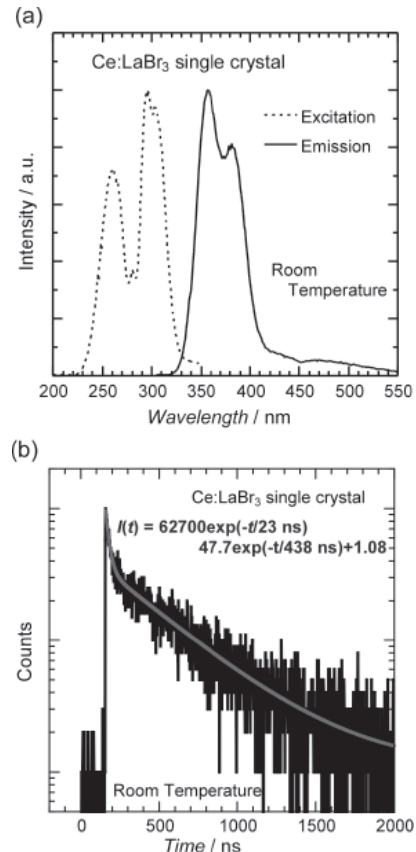 (a)
Ce:LaBr₃ single crystal
Excitation
Emission
Room
Temperature
Intensity / a.u.
200 250 300 350 400 450 500 550
Wavelength / nm
(b)
Ce:LaBr₃ single crystal
I(t) = 62700exp(-t/23 ns)
47.7exp(-t/438 ns)+1.08
Counts
Room Temperature
0 500 1000 1500 2000
Time / ns